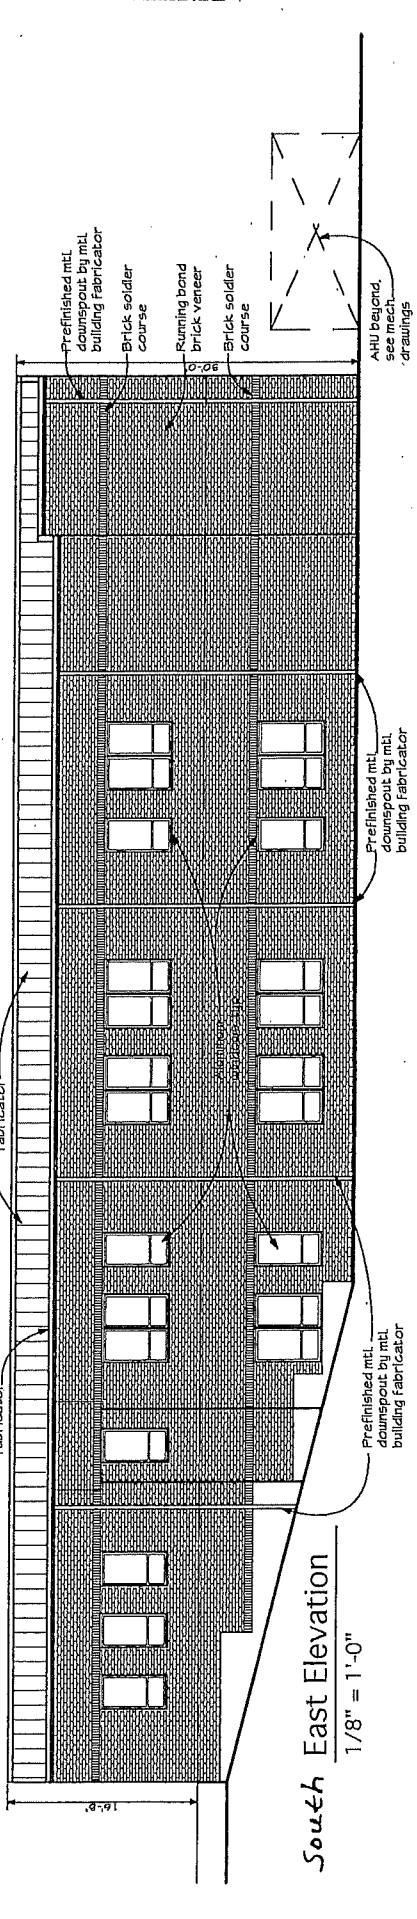 Prefinished mtl.
downspout by mtl.
building fabricator
Brick soldier
course
Running bond
brick veneer
Brick soldier
course
30'-0"
AHU beyond,
see mech.
drawings
Prefinished mtl.
downspout by mtl.
building fabricator
Prefinished mtl.
downspout by mtl.
building fabricator
16'-8"
South East Elevation
1/8" = 1'-0"